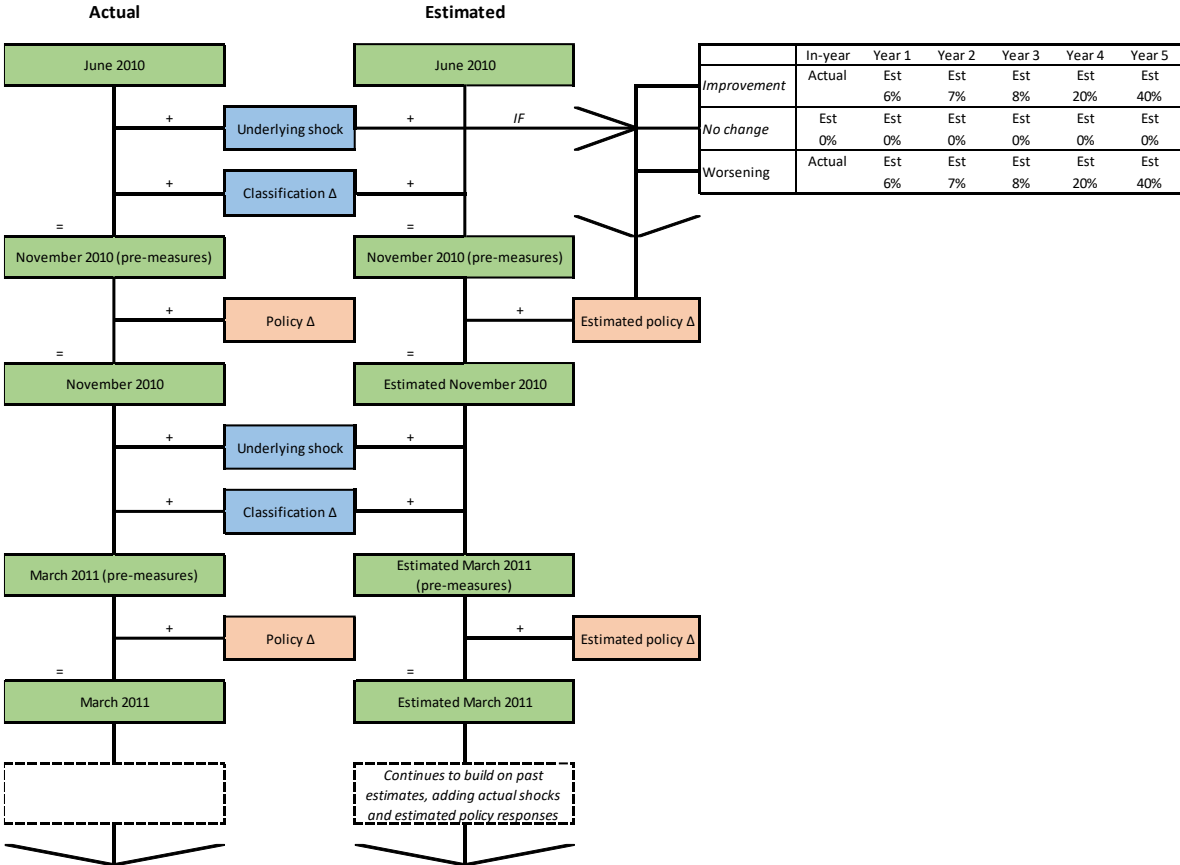 Actual Estimated
June 2010 June 2010
In-year Year 1 Year 2 Year 3 Year 4 Year 5
Improvement Actual Est Est Est Est Est
6% 7% 8% 20% 40%
+ Underlying shock + IF
No change Est Est Est Est Est Est
0% 0% 0% 0% 0% 0%
Worsening Actual Est Est Est Est Est
6% 7% 8% 20% 40%
+ Classification Δ +
= =
November 2010 (pre-measures) November 2010 (pre-measures)
+ Policy Δ + Estimated policy Δ
= =
November 2010 Estimated November 2010
+ Underlying shock +
+ Classification Δ +
March 2011 (pre-measures) Estimated March 2011
(pre-measures)
+ Policy Δ + Estimated policy Δ
= =
March 2011 Estimated March 2011
Continues to build on past
estimates, adding actual shocks
and estimated policy responses